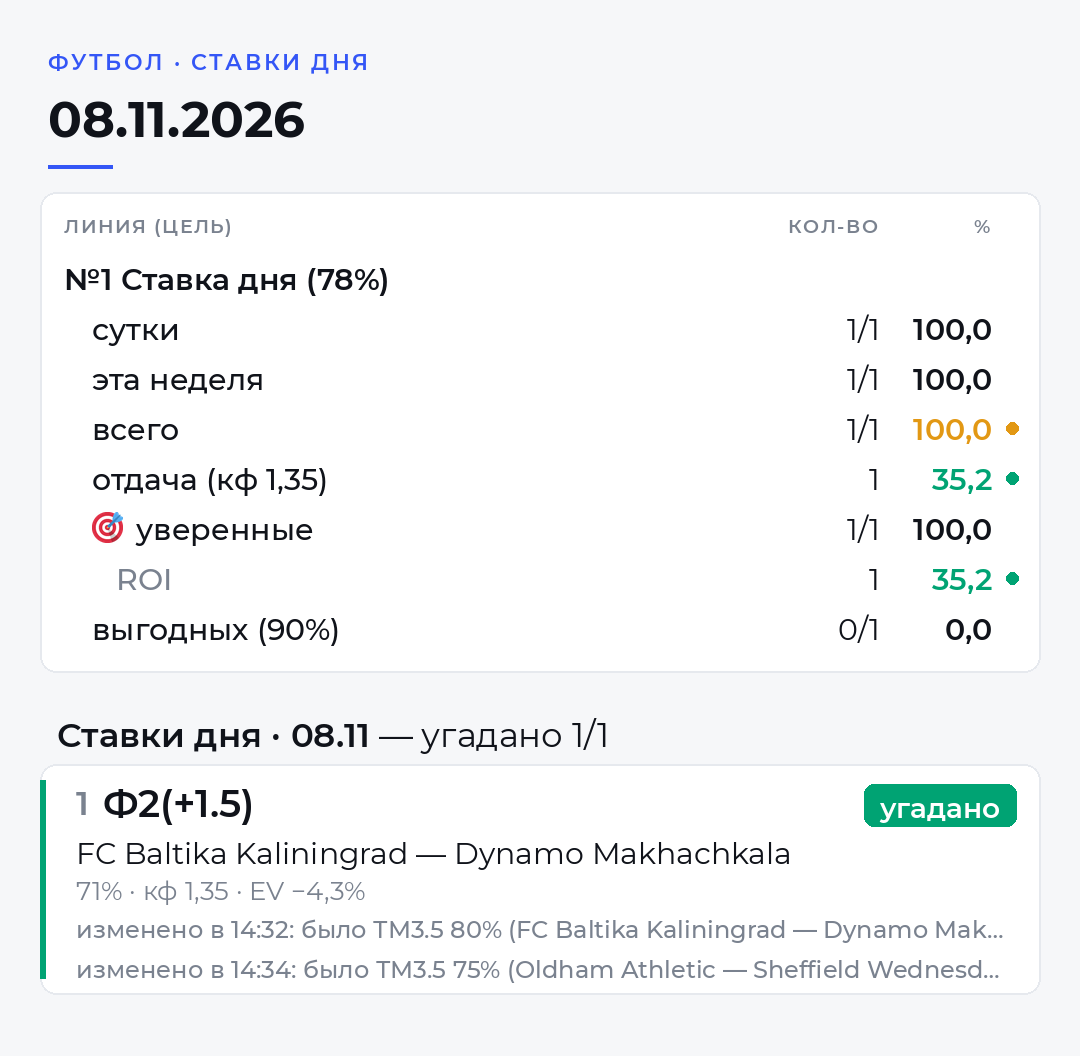 ФУТБОЛ · СТАВКИ ДНЯ
08.11.2026
ЛИНИЯ (ЦЕЛЬ) КОЛ-ВО %
№1 Ставка дня (78%)
сутки 1/1 100,0
эта неделя 1/1 100,0
всего 1/1 100,0
отдача (кф 1,35) 1 35,2
уверенные 1/1 100,0
ROI 1 35,2
выгодных (90%) 0/1 0,0
Ставки дня · 08.11 — угадано 1/1
1 Ф2(+1.5) угадано
FC Baltika Kaliningrad — Dynamo Makhachkala
71% · кф 1,35 · EV −4,3%
изменено в 14:32: было ТМ3.5 80% (FC Baltika Kaliningrad — Dynamo Mak...
изменено в 14:34: было ТМ3.5 75% (Oldham Athletic — Sheffield Wednesd...